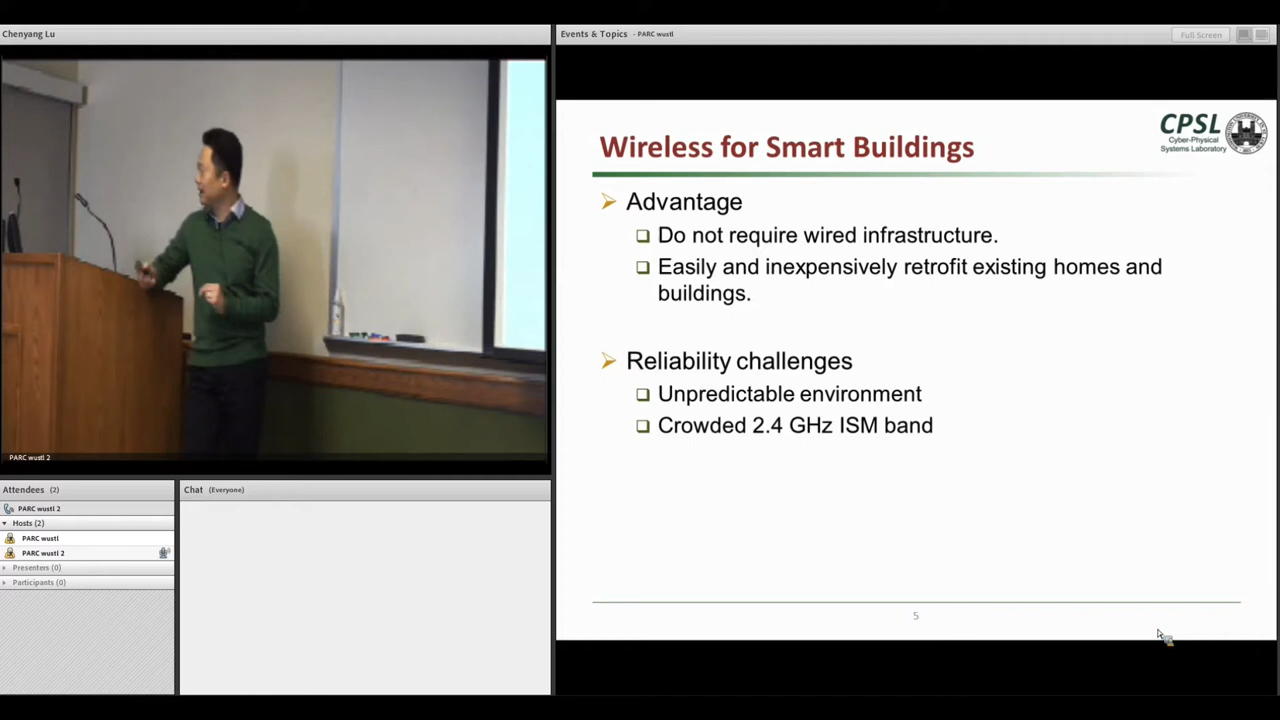 Chenyang Lu
Events & Topics - PARC wustl
Full Screen
CPSL
Cyber-Physical
Systems Laboratory
Wireless for Smart Buildings
Advantage
Do not require wired infrastructure.
Easily and inexpensively retrofit existing homes and
buildings.
Reliability challenges
Unpredictable environment
Crowded 2.4 GHz ISM band
5
PARC wustl 2
Attendees (2)
PARC wustl 2
Hosts (2)
PARC wustl
PARC wustl 2
Presenters (0)
Participants (0)
Chat (Everyone)